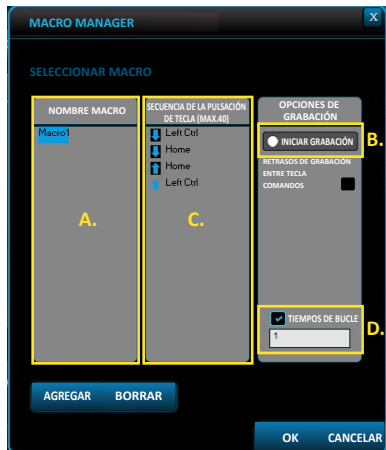 MACRO MANAGER
X
SELECCIONAR MACRO
NOMBRE MACRO
Macro1
A.
SECUENCIA DE LA PULSACIÓN
DE TECLA (MAX.40)
Left Ctrl
Home
Home
Left Ctrl
C.
OPCIONES DE
GRABACIÓN
INICIAR GRABACIÓN
B.
RETRASOS DE GRABACIÓN
ENTRE TECLA
COMANDOS
TIEMPOS DE BUCLE
1
D.
AGREGAR BORRAR
OK CANCELAR